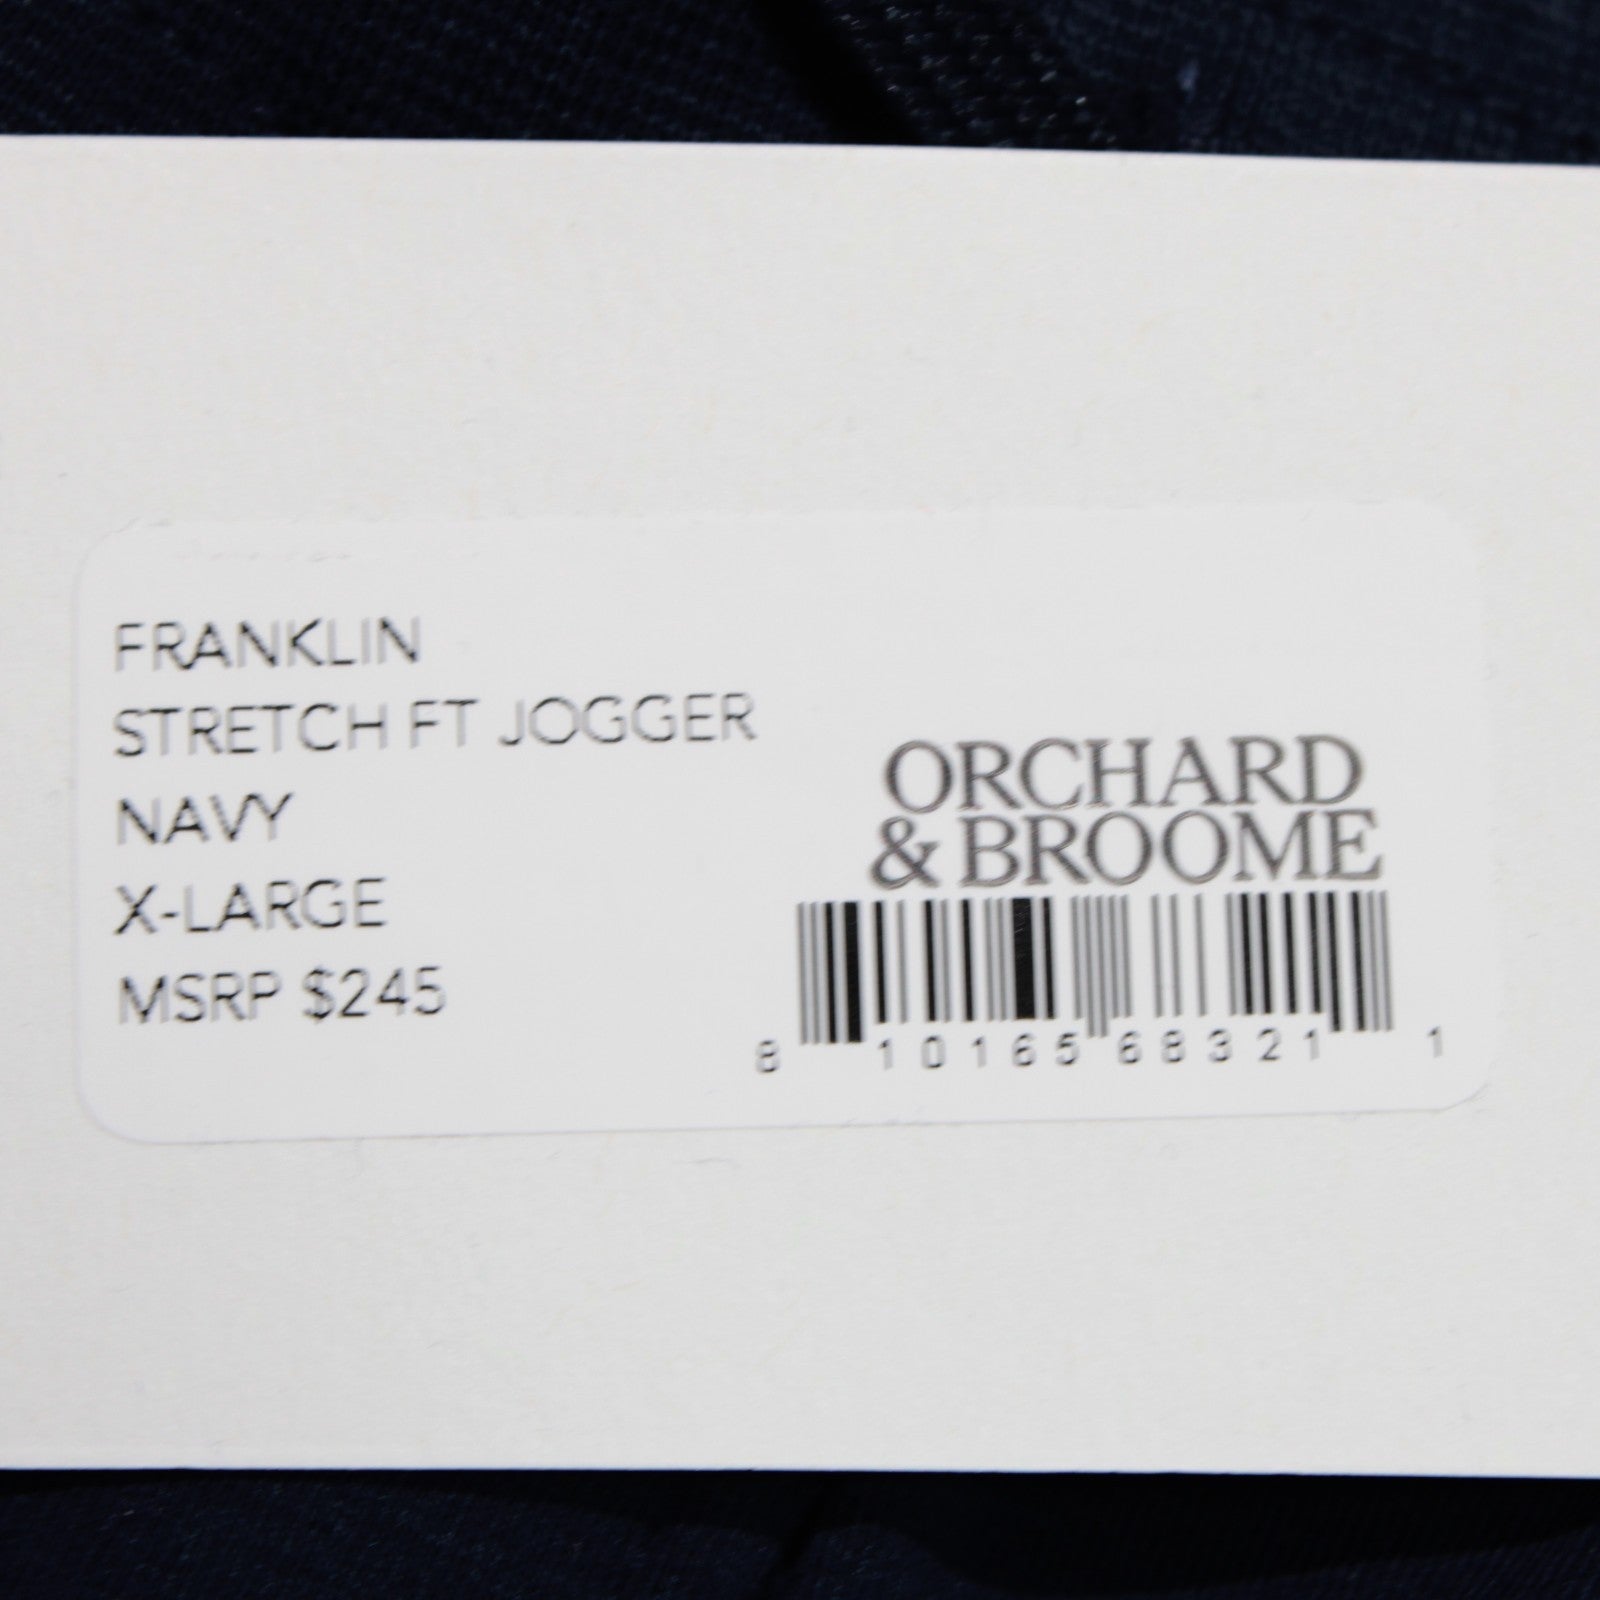 FRANKLIN
STRETCH FT JOGGER
NAVY
X-LARGE
MSRP $245
ORCHARD
& BROOME
8 10165 68321 1